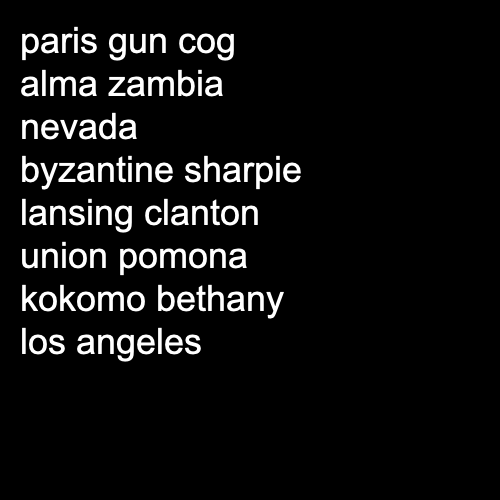 paris gun cog
alma zambia
nevada
byzantine sharpie
lansing clanton
union pomona
kokomo bethany
los angeles